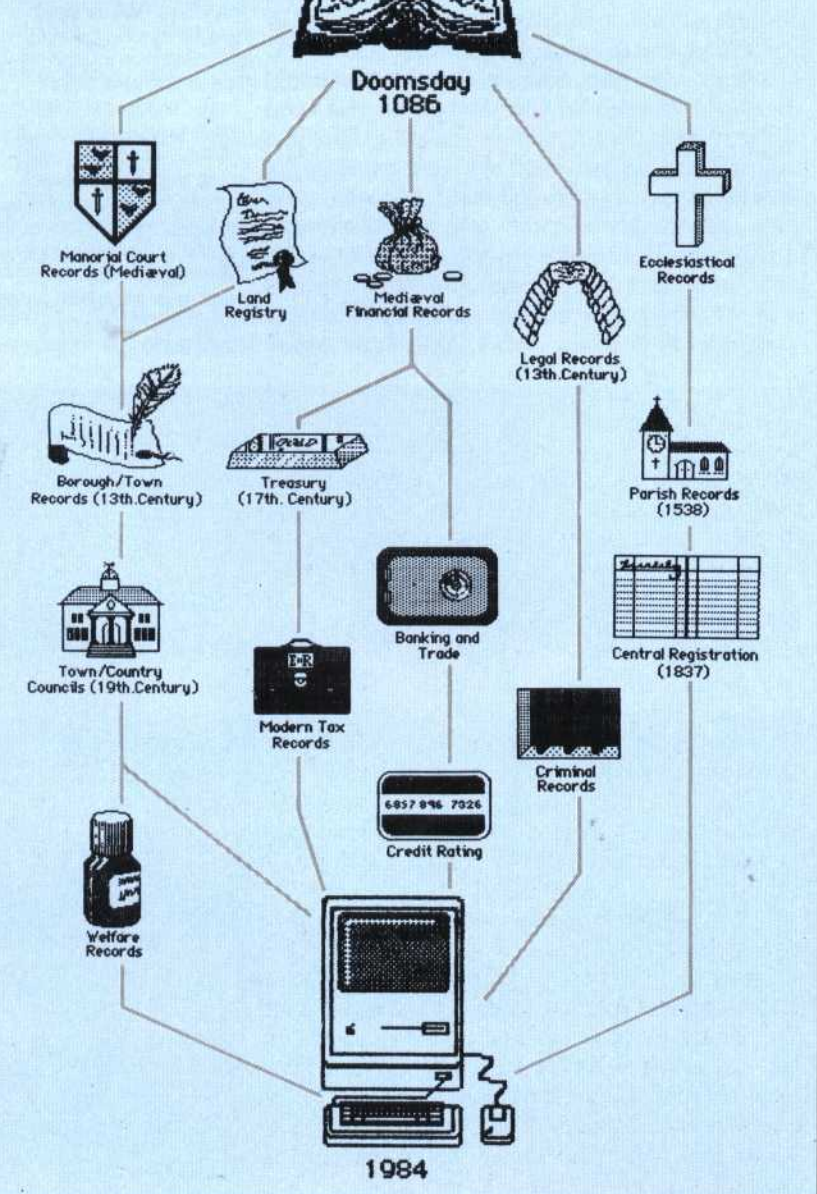 Doomsday
1086
Manorial Court
Records (Mediæval)
Land
Registry
Mediæval
Financial Records
Ecclesiastical
Records
Legal Records
(13th.Century)
Borough/Town
Records (13th.Century)
GOLD
Treasury
(17th. Century)
Parish Records
(1538)
Banking and
Trade
Central Registration
(1837)
Town/Country
Councils (19th.Century)
I R
Modern Tax
Records
Criminal
Records
6857 896 7026
Credit Rating
Welfare
Records
1984